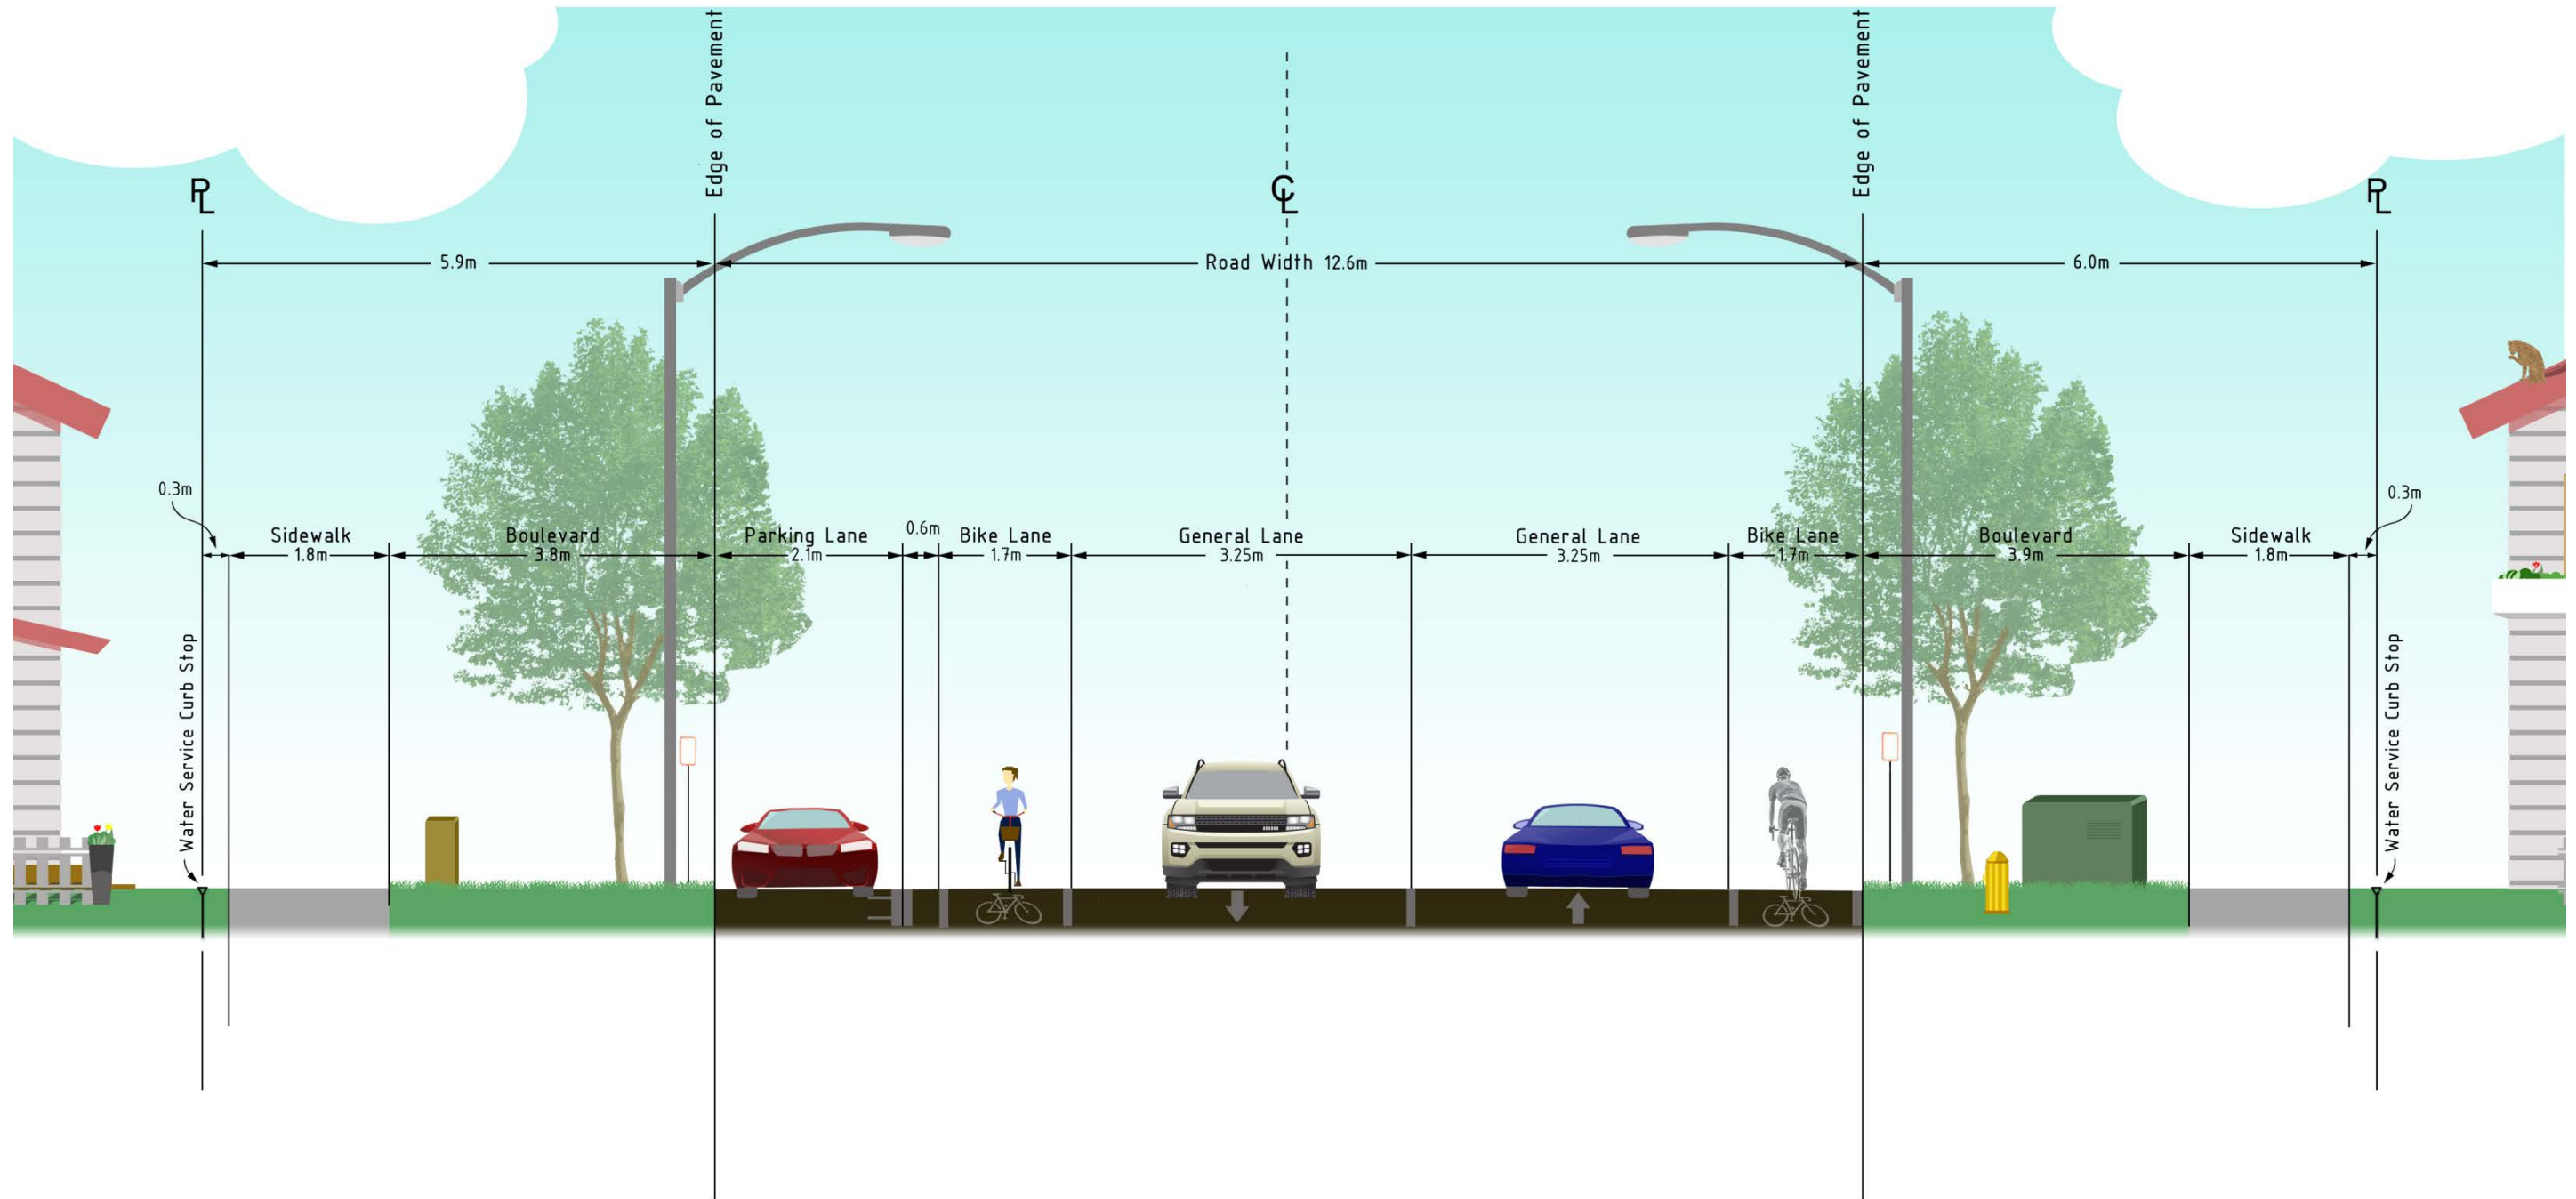 Edge of Pavement
Edge of Pavement
PL
CL
PL
5.9m
Road Width 12.6m
6.0m
0.3m
0.3m
Sidewalk
1.8m
Boulevard
3.8m
Parking Lane
2.1m
0.6m
Bike Lane
1.7m
General Lane
3.25m
General Lane
3.25m
Bike Lane
1.7m
Boulevard
3.9m
Sidewalk
1.8m
Water Service Curb Stop
Water Service Curb Stop